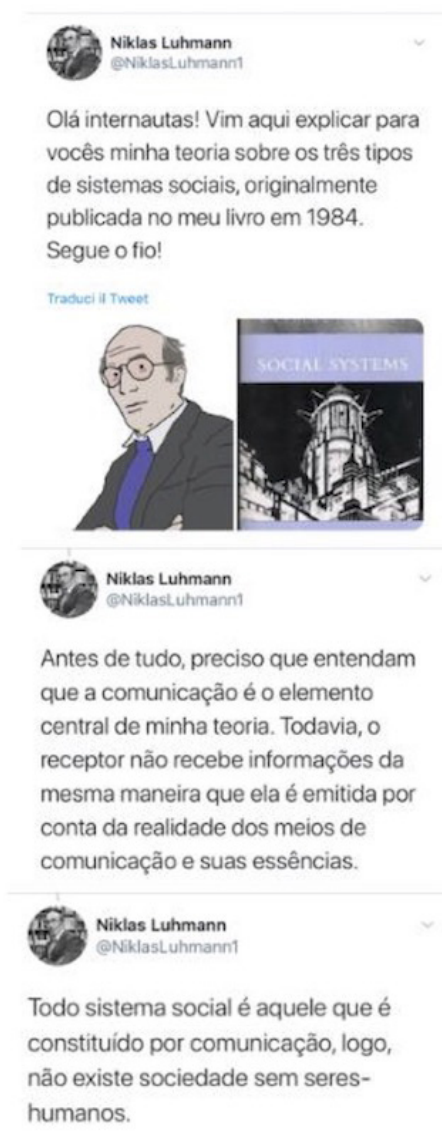 Niklas Luhmann
@NiklasLuhmann1
Olá internautas! Vim aqui explicar para
vocês minha teoria sobre os três tipos
de sistemas sociais, originalmente
publicada no meu livro em 1984.
Segue o fio!
Traduci il Tweet
SOCIAL SYSTEMS
Niklas Luhmann
@NiklasLuhmann1
Antes de tudo, preciso que entendam
que a comunicação é o elemento
central de minha teoria. Todavia, o
receptor não recebe informações da
mesma maneira que ela é emitida por
conta da realidade dos meios de
comunicação e suas essências.
Niklas Luhmann
@NiklasLuhmann1
Todo sistema social é aquele que é
constituído por comunicação, logo,
não existe sociedade sem seres-
humanos.